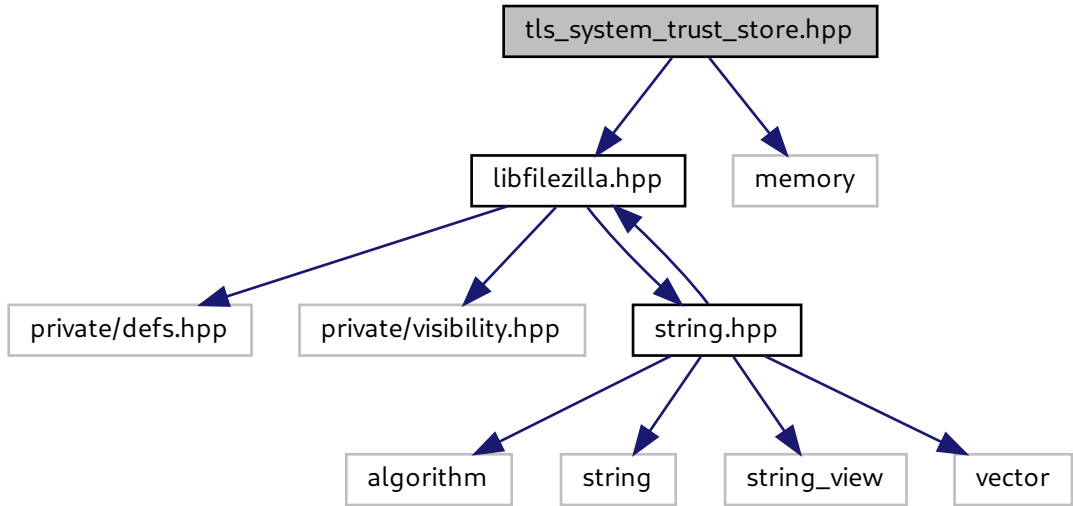 tls_system_trust_store.hpp
libfilezilla.hpp
memory
private/defs.hpp
private/visibility.hpp
string.hpp
algorithm
string
string_view
vector